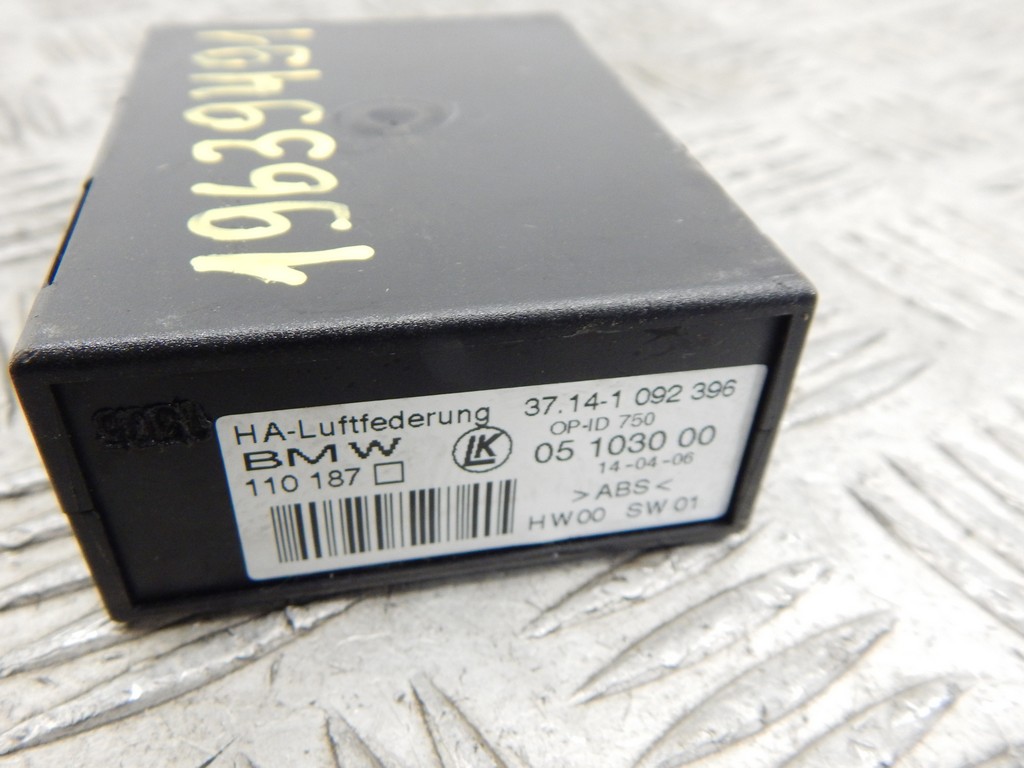 HA-Luftfederung 37.14-1 092 396
BMW LK OP-ID 750
110 187 05 1030 00
14-04-06
>ABS<
HW00 SW01